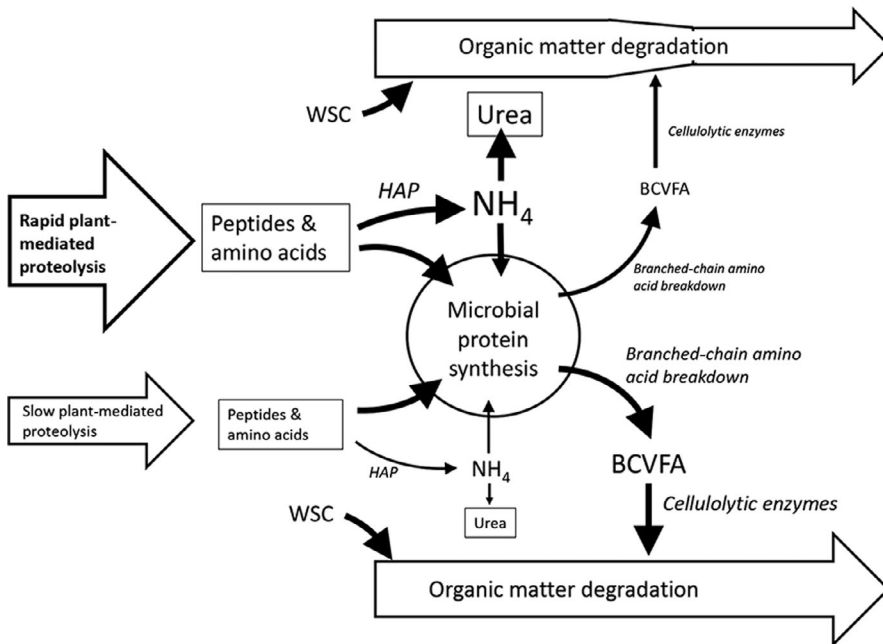 Organic matter degradation
WSC
Urea
Cellulolytic enzymes
HAP
NH4
BCVFA
Rapid plant-
mediated
proteolysis
Peptides &
amino acids
Branched-chain amino
acid breakdown
Microbial
protein
synthesis
Branched-chain amino
acid breakdown
Slow plant-mediated
proteolysis
Peptides &
amino acids
HAP
NH4
BCVFA
WSC
Urea
Cellulolytic enzymes
Organic matter degradation